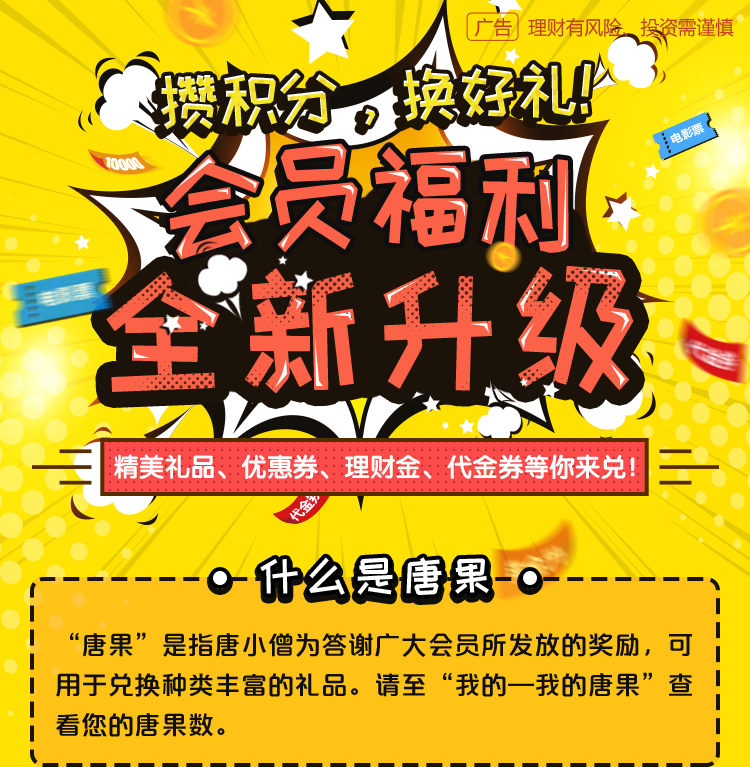 广告 理财有风险，投资需谨慎
攒积分，换好礼!
10000
电影票
会员福利
全新升级
精美礼品、优惠券、理财金、代金券等你来兑!
代金券
什么是唐果
“唐果”是指唐小僧为答谢广大会员所发放的奖励，可
用于兑换种类丰富的礼品。请至“我的—我的唐果”查
看您的唐果数。